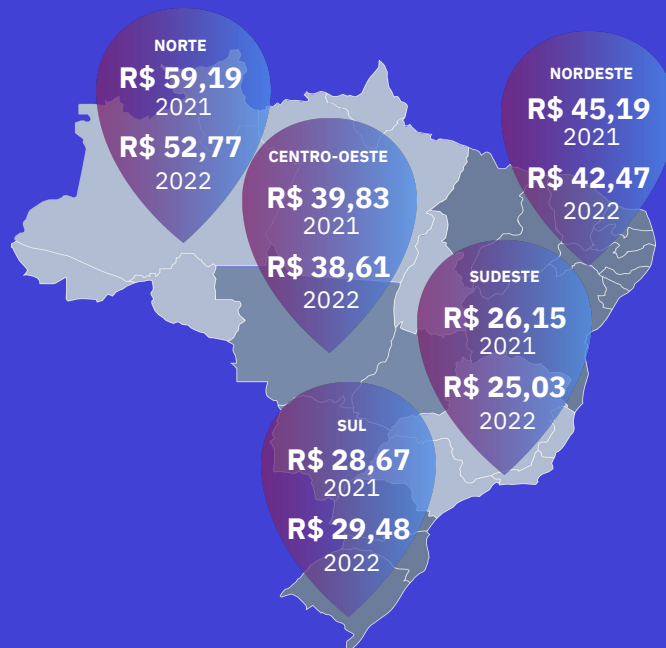 NORTE
R$ 59,19
2021
R$ 52,77
2022
NORDESTE
R$ 45,19
2021
R$ 42,47
2022
CENTRO-OESTE
R$ 39,83
2021
R$ 38,61
2022
SUDESTE
R$ 26,15
2021
R$ 25,03
2022
SUL
R$ 28,67
2021
R$ 29,48
2022